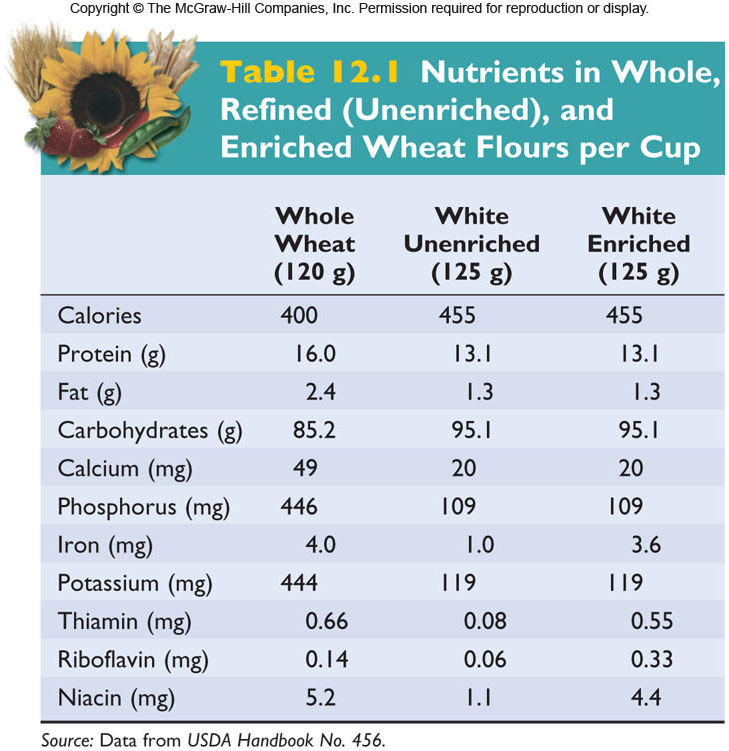 Copyright © The McGraw-Hill Companies, Inc. Permission required for reproduction or display.
Table 12.1 Nutrients in Whole,
Refined (Unenriched), and
Enriched Wheat Flours per Cup
Whole Wheat (120 g) White Unenriched (125 g) White Enriched (125 g)
Calories 400 455 455
Protein (g) 16.0 13.1 13.1
Fat (g) 2.4 1.3 1.3
Carbohydrates (g) 85.2 95.1 95.1
Calcium (mg) 49 20 20
Phosphorus (mg) 446 109 109
Iron (mg) 4.0 1.0 3.6
Potassium (mg) 444 119 119
Thiamin (mg) 0.66 0.08 0.55
Riboflavin (mg) 0.14 0.06 0.33
Niacin (mg) 5.2 1.1 4.4
Source: Data from USDA Handbook No. 456.